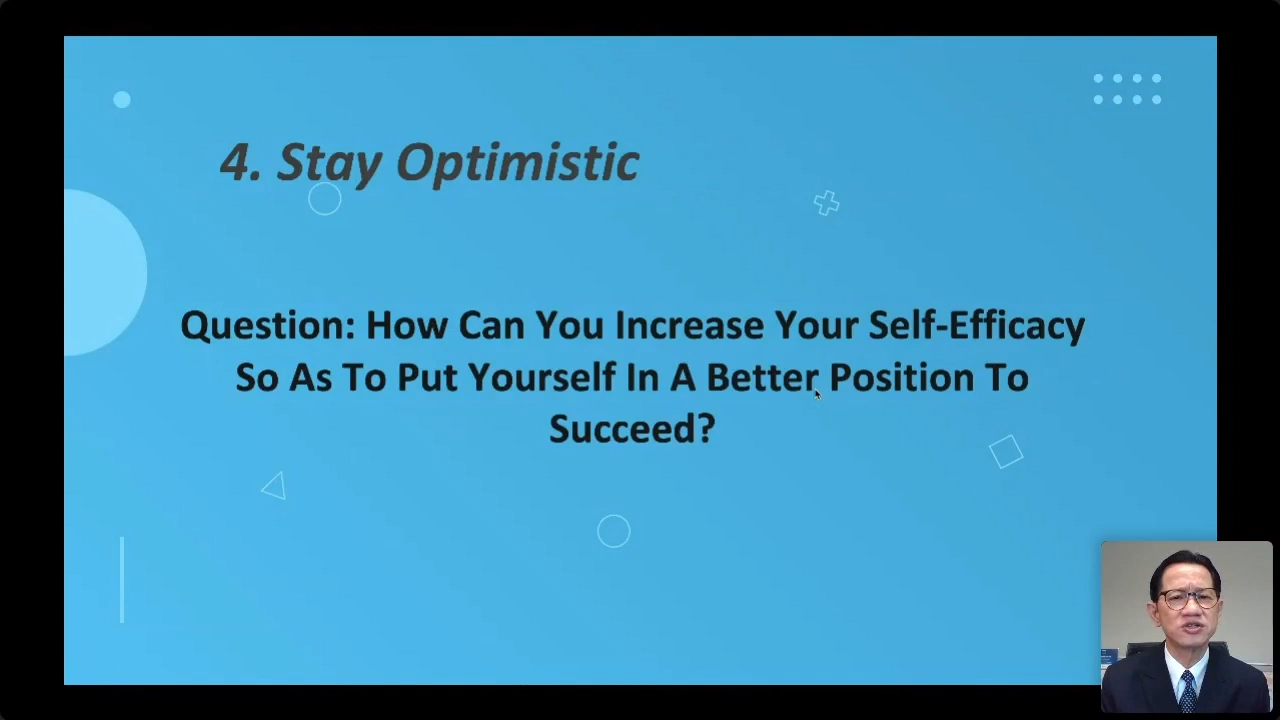 4. Stay Optimistic
Question: How Can You Increase Your Self-Efficacy
So As To Put Yourself In A Better Position To
Succeed?